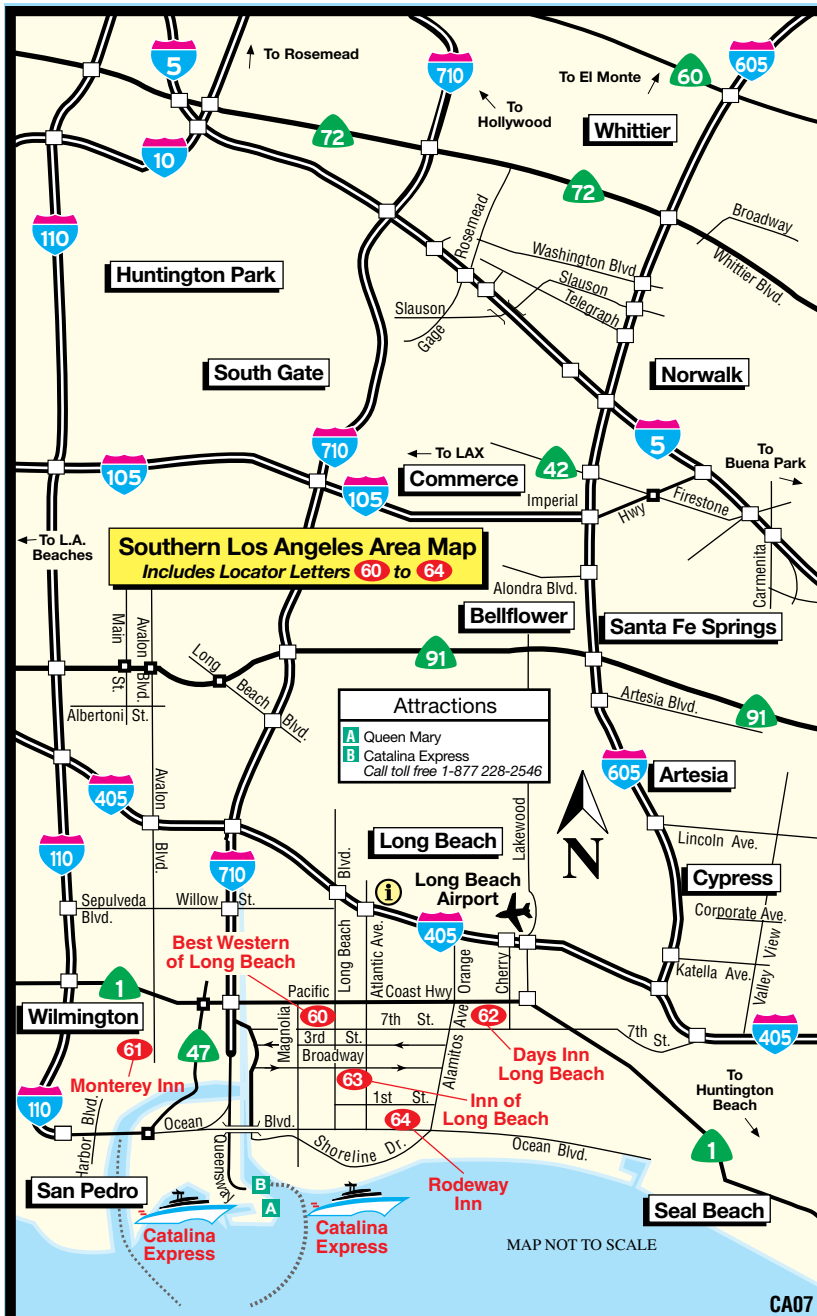 5
To Rosemead
710
605
To El Monte
60
To
Hollywood
Whittier
72
10
72
110
Rosemead
Broadway
Washington Blvd.
Whittier Blvd.
Huntington Park
Slauson
Telegraph
Slauson
Gage
South Gate
Norwalk
710
5
To LAX
42
To
Buena Park
105
Commerce
105
Imperial
Hwy
Firestone
To L.A.
Beaches
Southern Los Angeles Area Map
Includes Locator Letters 60 to 64
Alondra Blvd.
Carmenita
Main
St.
Avalon
Blvd.
Bellflower
Santa Fe Springs
Long
Beach
Blvd.
91
Albertoni St.
Artesia Blvd.
91
Attractions
A Queen Mary
B Catalina Express
Call toll free 1-877 228-2546
605
Artesia
405
Avalon
Blvd.
Lakewood
N
110
710
Long Beach
Lincoln Ave.
Blvd.
i
Long Beach
Airport
Cypress
Sepulveda
Blvd.
Willow St.
405
Corporate Ave.
Valley View
Best Western
of Long Beach
Long Beach
Atlantic Ave.
Orange
Cherry
Katella Ave.
1
Pacific Coast Hwy
Wilmington
60
7th St.
62
7th St.
405
Magnolia
3rd St.
Alamitos Ave
61
47
Broadway
Days Inn
Long Beach
Monterey Inn
63
Inn of
Long Beach
To
Huntington
Beach
110
Harbor Blvd.
1st St.
64
Ocean Blvd.
Shoreline Dr.
Ocean Blvd.
1
Queensway
San Pedro
B
A
Rodeway
Inn
Seal Beach
Catalina
Express
Catalina
Express
MAP NOT TO SCALE
CA07